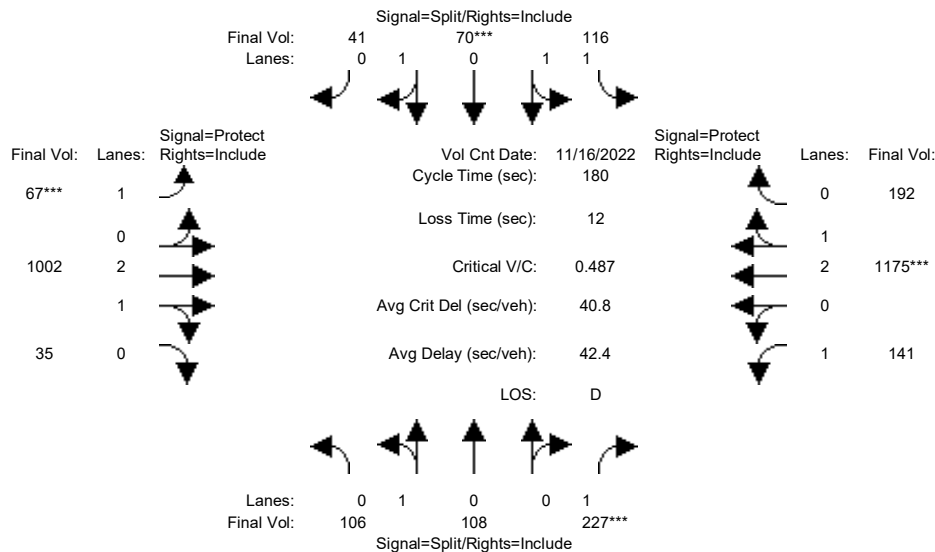 Signal=Split/Rights=Include
Final Vol: 41 70*** 116
Lanes: 0 1 0 1 1
Signal=Protect Signal=Protect
Final Vol: Lanes: Rights=Include Vol Cnt Date: 11/16/2022 Rights=Include Lanes: Final Vol:
Cycle Time (sec): 180
67*** 1 0 192
Loss Time (sec): 12
0 1
1002 2 Critical V/C: 0.487 2 1175***
1 Avg Crit Del (sec/veh): 40.8 0
35 0 Avg Delay (sec/veh): 42.4 1 141
LOS: D
Lanes: 0 1 0 0 1
Final Vol: 106 108 227***
Signal=Split/Rights=Include